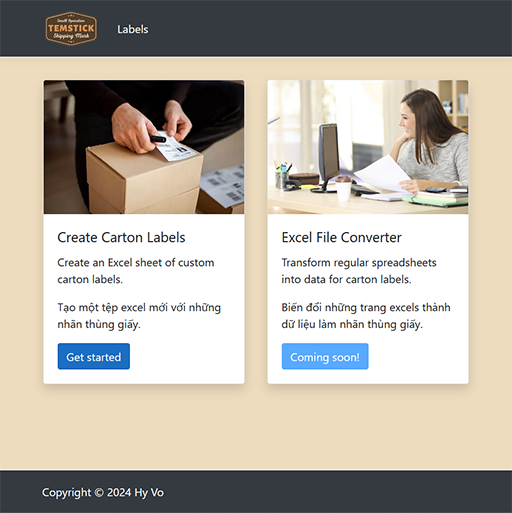 Small Operation
TEMSTICK
Shipping Mark
Labels
Create Carton Labels
Create an Excel sheet of custom
carton labels.
Tạo một tệp excel mới với những
nhãn thùng giấy.
Get started
Excel File Converter
Transform regular spreadsheets
into data for carton labels.
Biến đổi những trang excels thành
dữ liệu làm nhãn thùng giấy.
Coming soon!
Copyright © 2024 Hy Vo